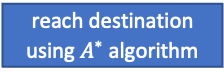 reach destination
using A* algorithm